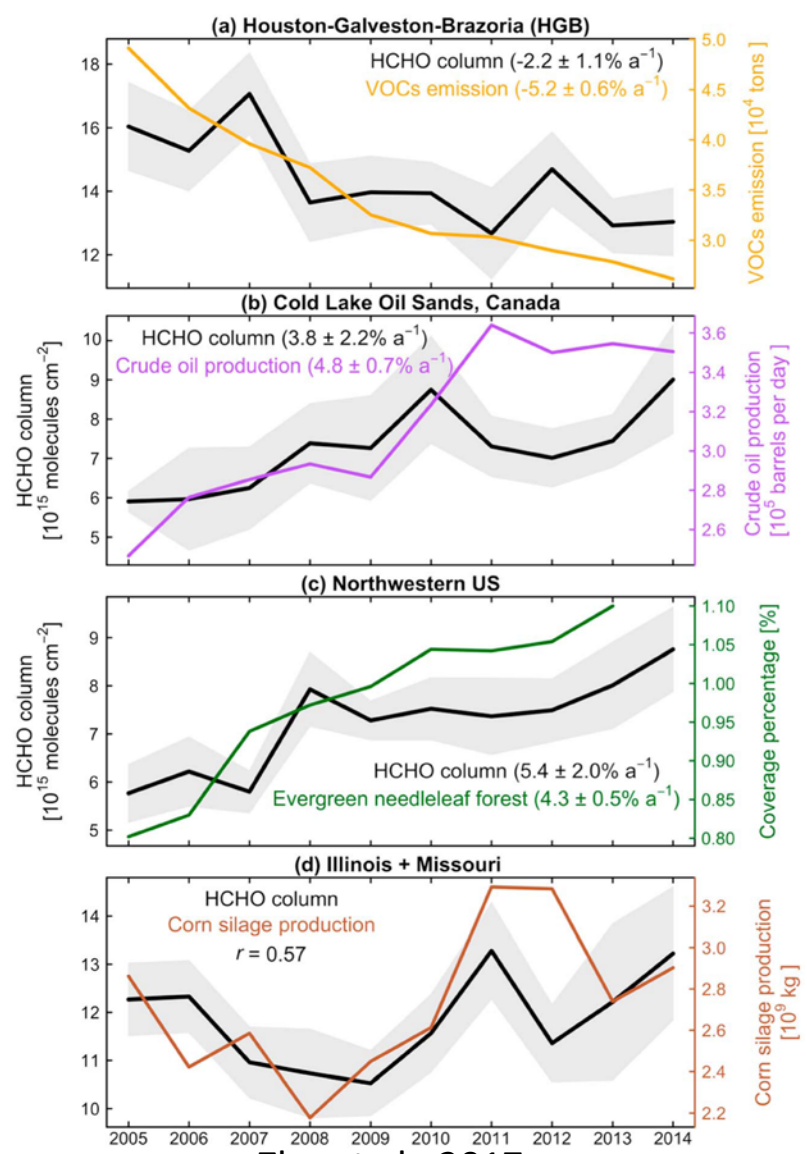 (a) Houston-Galveston-Brazoria (HGB)
HCHO column (-2.2 ± 1.1% a⁻¹)
VOCs emission (-5.2 ± 0.6% a⁻¹)
18
16
14
12
5.0
4.5
4.0
3.5
3.0
VOCs emission [10⁴ tons ]
(b) Cold Lake Oil Sands, Canada
HCHO column (3.8 ± 2.2% a⁻¹)
Crude oil production (4.8 ± 0.7% a⁻¹)
HCHO column
[10¹⁵ molecules cm⁻²]
10
9
8
7
6
5
3.6
3.4
3.2
3.0
2.8
2.6
Crude oil production
[10⁵ barrels per day ]
(c) Northwestern US
HCHO column
[10¹⁵ molecules cm⁻²]
9
8
7
6
5
HCHO column (5.4 ± 2.0% a⁻¹)
Evergreen needleleaf forest (4.3 ± 0.5% a⁻¹)
1.10
1.05
1.00
0.95
0.90
0.85
0.80
Coverage percentage [%]
(d) Illinois + Missouri
HCHO column
Corn silage production
r = 0.57
14
13
12
11
10
3.2
3.0
2.8
2.6
2.4
2.2
Corn silage production
[10⁹ kg ]
2005 2006 2007 2008 2009 2010 2011 2012 2013 2014